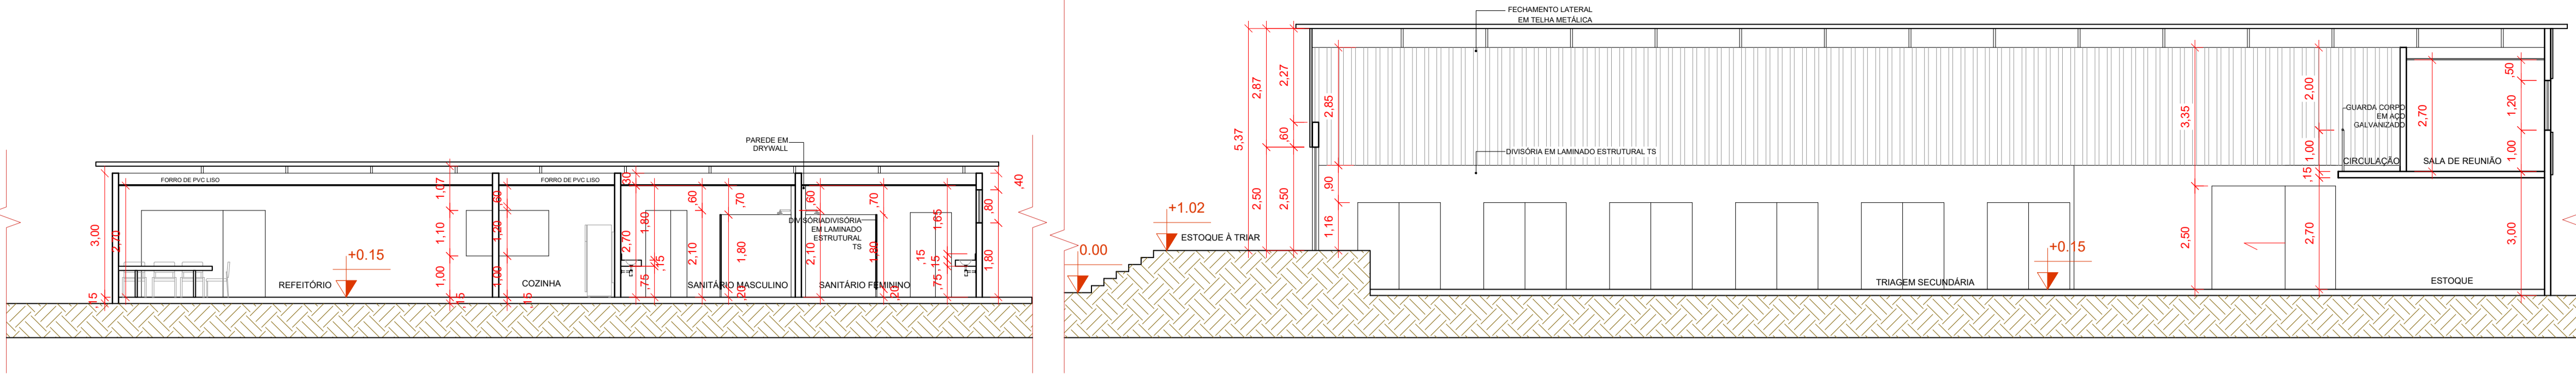 PAREDE EM
DRYWALL
FORRO DE PVC LISO
FORRO DE PVC LISO
3,00
2,70
,15
+0.15
REFEITÓRIO
1,07
1,10
1,00
,15
,60
1,20
1,00
,15
COZINHA
,30
2,70
1,80
,15
,75
,60
2,10
,70
1,80
,20
SANITÁRIO MASCULINO
DIVISÓRIADIVISÓRIA
EM LAMINADO
ESTRUTURAL
TS
,60
2,10
,70
1,80
,20
SANITÁRIO FEMININO
1,65
,15
,15
,75
,40
,80
1,80
0.00
+1.02
ESTOQUE À TRIAR
5,37
2,87
2,50
2,27
,60
2,50
2,85
,90
1,16
FECHAMENTO LATERAL
EM TELHA METÁLICA
DIVISÓRIA EM LAMINADO ESTRUTURAL TS
TRIAGEM SECUNDÁRIA
+0.15
3,35
2,50
2,00
1,00
,15
2,70
GUARDA CORPO
EM AÇO
GALVANIZADO
CIRCULAÇÃO
2,70
SALA DE REUNIÃO
,50
1,20
1,00
3,00
ESTOQUE